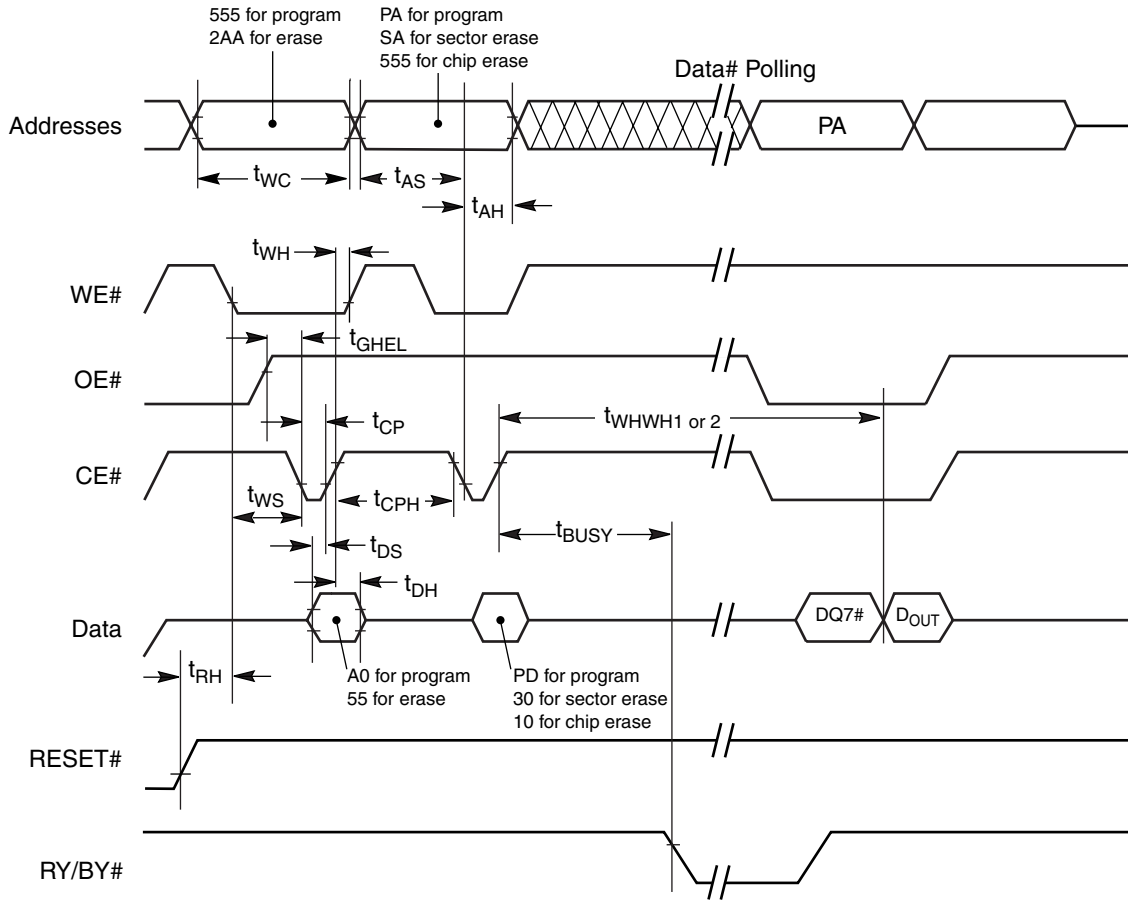 555 for program
2AA for erase
PA for program
SA for sector erase
555 for chip erase
Data# Polling
Addresses
PA
tWC
tAS
tAH
tWH
WE#
tGHEL
OE#
tWHWH1 or 2
tCP
CE#
tWS
tCPH
tBUSY
tDS
tDH
Data
DQ7#
DOUT
tRH
A0 for program
55 for erase
PD for program
30 for sector erase
10 for chip erase
RESET#
RY/BY#